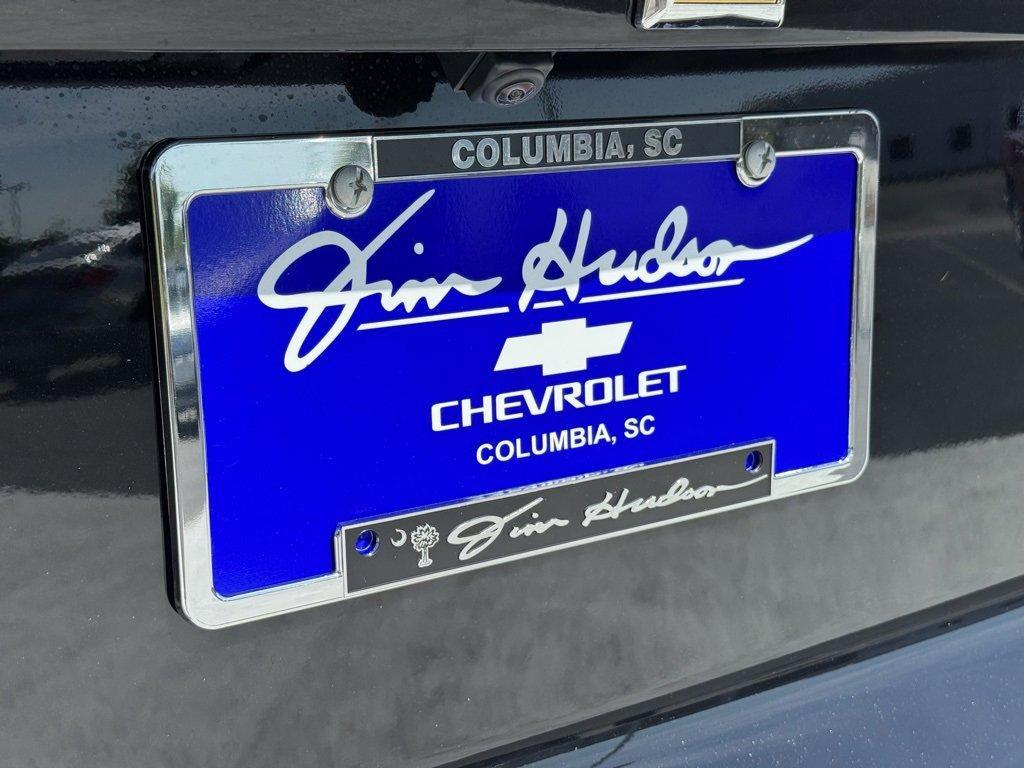 COLUMBIA, SC
Jim Hudson
CHEVROLET
COLUMBIA, SC
Jim Hudson